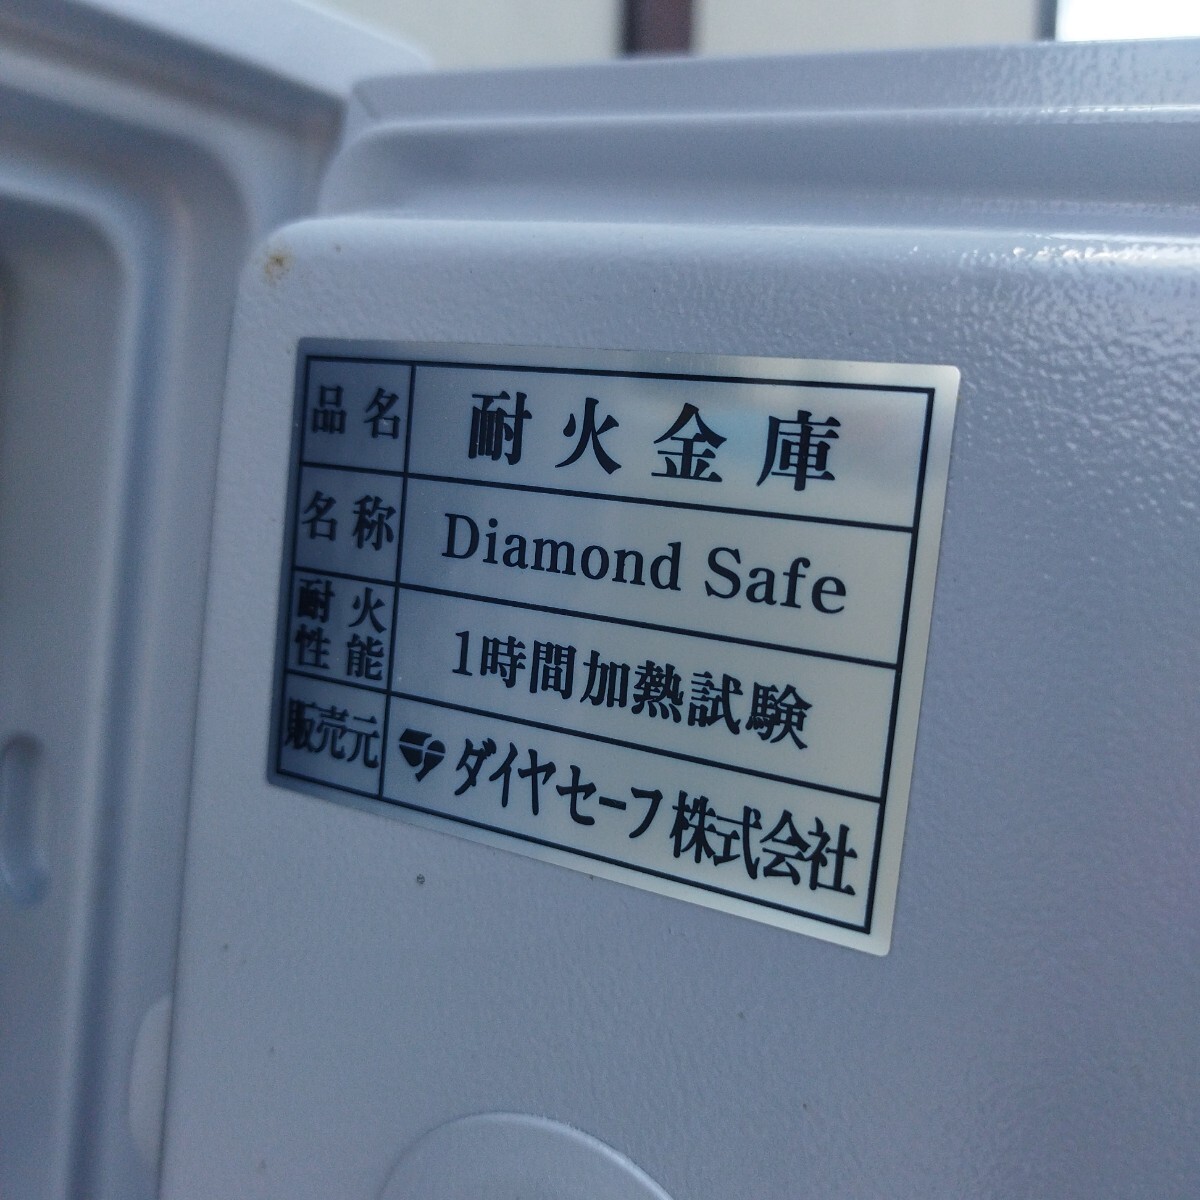 品名 耐火金庫
名称 Diamond Safe
耐火性能 1時間加熱試験
販売元 ダイヤセーフ株式会社